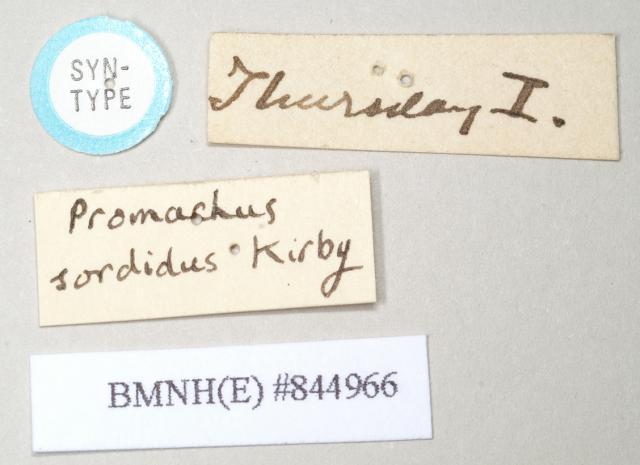 SYN-
TYPE
Thursday I.
Promachus
sordidus Kirby
BMNH(E) #844966